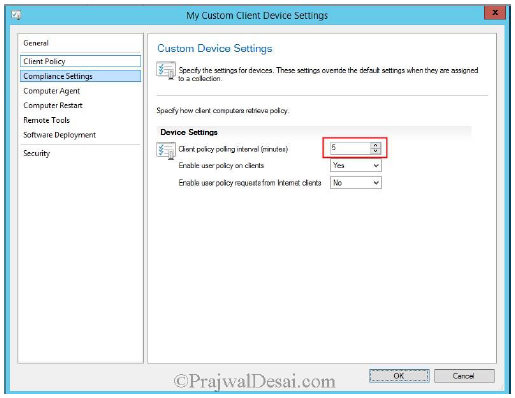 My Custom Client Device Settings
x
General
Client Policy
Compliance Settings
Computer Agent
Computer Restart
Remote Tools
Software Deployment
Security
Custom Device Settings
Specify the settings for devices. These settings override the default settings when they are assigned
to a collection.
Specify how client computers retrieve policy.
Device Settings
Client policy polling interval (minutes) 5
Enable user policy on clients Yes
Enable user policy requests from Internet clients No
OK Cancel
©PrajwalDesai.com